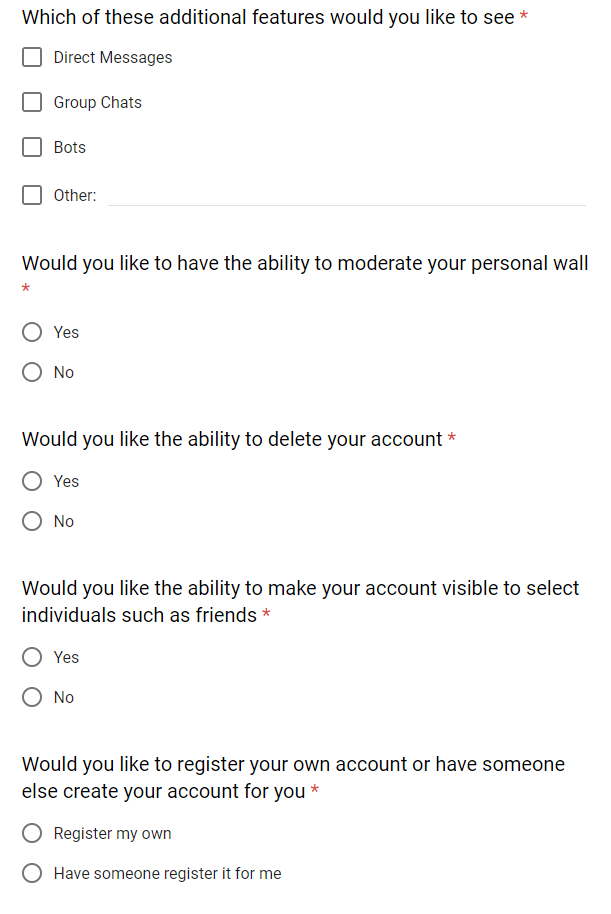 Which of these additional features would you like to see *
Direct Messages
Group Chats
Bots
Other:
Would you like to have the ability to moderate your personal wall
*
Yes
No
Would you like the ability to delete your account *
Yes
No
Would you like the ability to make your account visible to select
individuals such as friends *
Yes
No
Would you like to register your own account or have someone
else create your account for you *
Register my own
Have someone register it for me